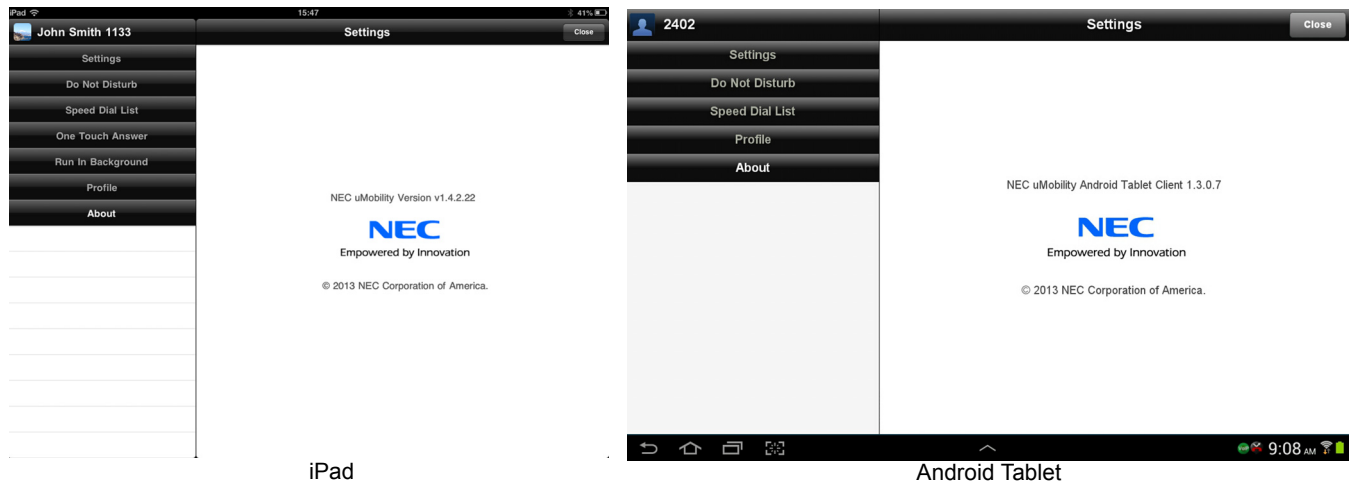 iPad 15:47 41%
John Smith 1133 Settings Close
Settings
Do Not Disturb
Speed Dial List
One Touch Answer
Run In Background
Profile
About
NEC uMobility Version v1.4.2.22
NEC
Empowered by Innovation
© 2013 NEC Corporation of America.
iPad
2402 Settings Close
Settings
Do Not Disturb
Speed Dial List
Profile
About
NEC uMobility Android Tablet Client 1.3.0.7
NEC
Empowered by Innovation
© 2013 NEC Corporation of America.
9:08 AM
Android Tablet